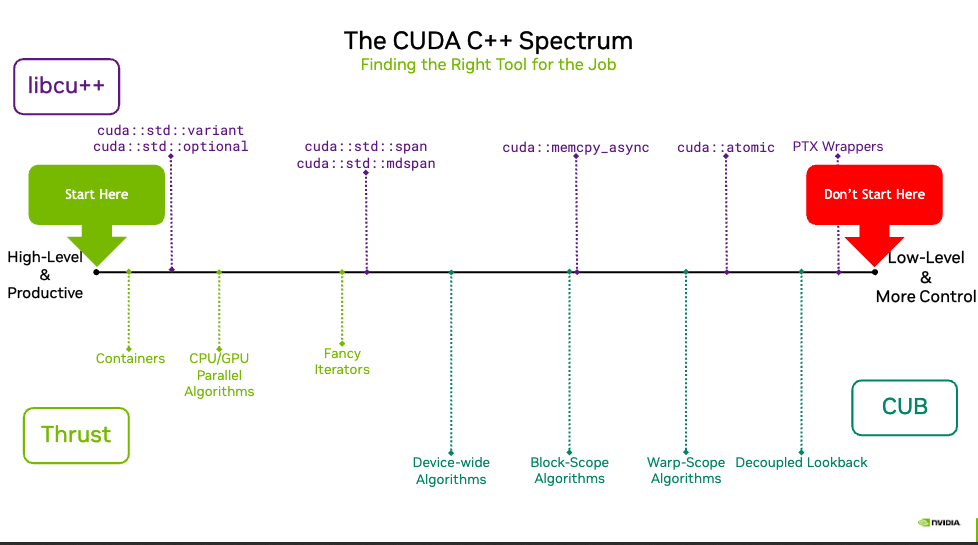 The CUDA C++ Spectrum
Finding the Right Tool for the Job
libcu++
cuda::std::variant
cuda::std::optional
cuda::std::span
cuda::std::mdspan
cuda::memcpy_async
cuda::atomic
PTX Wrappers
Start Here
Don't Start Here
High-Level
&
Productive
Low-Level
&
More Control
Containers
CPU/GPU
Parallel
Algorithms
Fancy
Iterators
Thrust
CUB
Device-wide
Algorithms
Block-Scope
Algorithms
Warp-Scope
Algorithms
Decoupled Lookback
NVIDIA